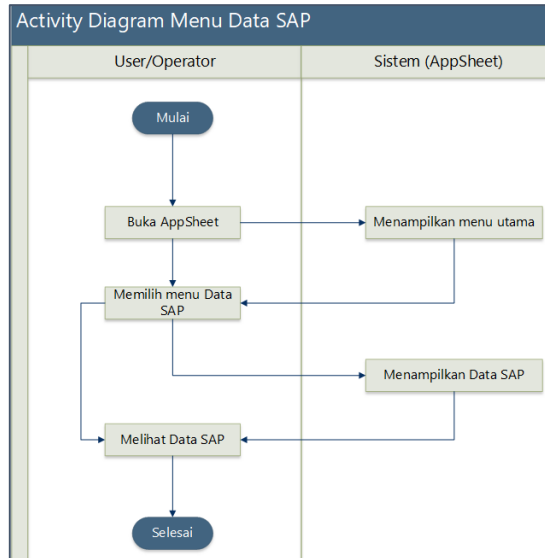 Activity Diagram Menu Data SAP
User/Operator
Sistem (AppSheet)
Mulai
Buka AppSheet
Menampilkan menu utama
Memilih menu Data
SAP
Menampilkan Data SAP
Melihat Data SAP
Selesai